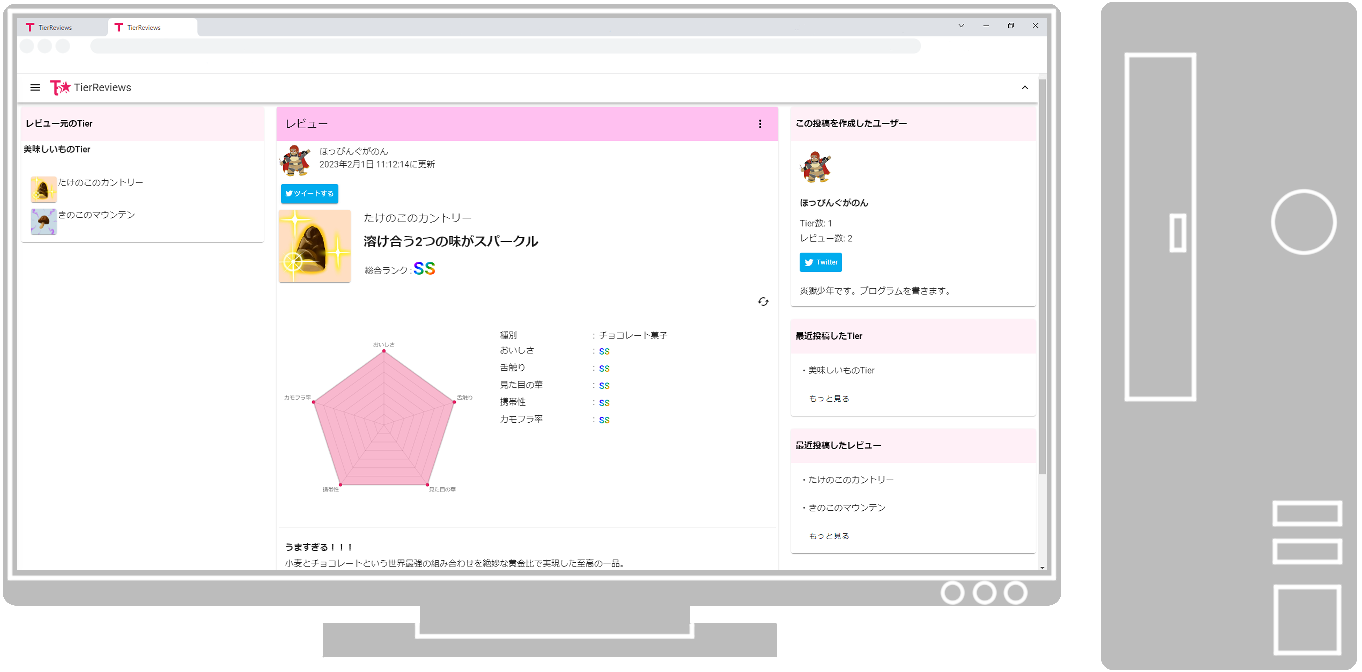 TierReviews
TierReviews
TierReviews
レビュー元のTier
美味しいものTier
たけのこのカントリー
きのこのマウンテン
レビュー
ほっぴんぐがのん
2023年2月1日 11:12:14に更新
ツイートする
たけのこのカントリー
溶け合う2つの味がスパークル
総合ランク: SS
おいしさ
舌触り
見た目の華
携帯性
カモフラ率
種別 : チョコレート菓子
おいしさ : SS
舌触り : SS
見た目の華 : SS
携帯性 : SS
カモフラ率 : SS
うますぎる！！！
小麦とチョコレートという世界最強の組み合わせを絶妙な黄金比で実現した至高の一品。
この投稿を作成したユーザー
ほっぴんぐがのん
Tier数: 1
レビュー数: 2
Twitter
炎獄少年です。プログラムを書きます。
最近投稿したTier
・美味しいものTier
もっと見る
最近投稿したレビュー
・たけのこのカントリー
・きのこのマウンテン
もっと見る